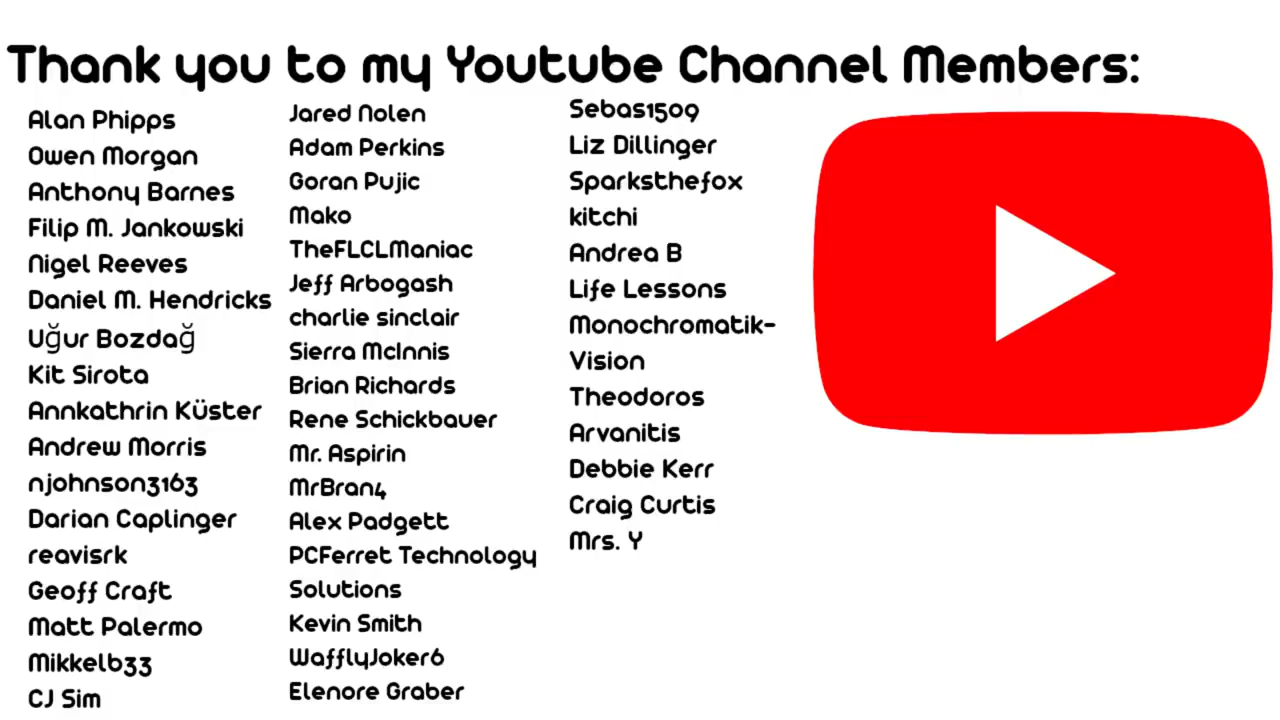 Thank you to my Youtube Channel Members:
Alan Phipps
Owen Morgan
Anthony Barnes
Filip M. Jankowski
Nigel Reeves
Daniel M. Hendricks
Uğur Bozdağ
Kit Sirota
Annkathrin Küster
Andrew Morris
njohnson3163
Darian Caplinger
reavisrk
Geoff Craft
Matt Palermo
Mikkelb33
CJ Sim
Jared Nolen
Adam Perkins
Goran Pujic
Mako
TheFLCLManiac
Jeff Arbogash
charlie sinclair
Sierra McInnis
Brian Richards
Rene Schickbauer
Mr. Aspirin
MrBran4
Alex Padgett
PCFerret Technology
Solutions
Kevin Smith
WafflyJoker6
Elenore Graber
Sebas1509
Liz Dillinger
Sparksthefox
kitchi
Andrea B
Life Lessons
Monochromatik-
Vision
Theodoros
Arvanitis
Debbie Kerr
Craig Curtis
Mrs. Y